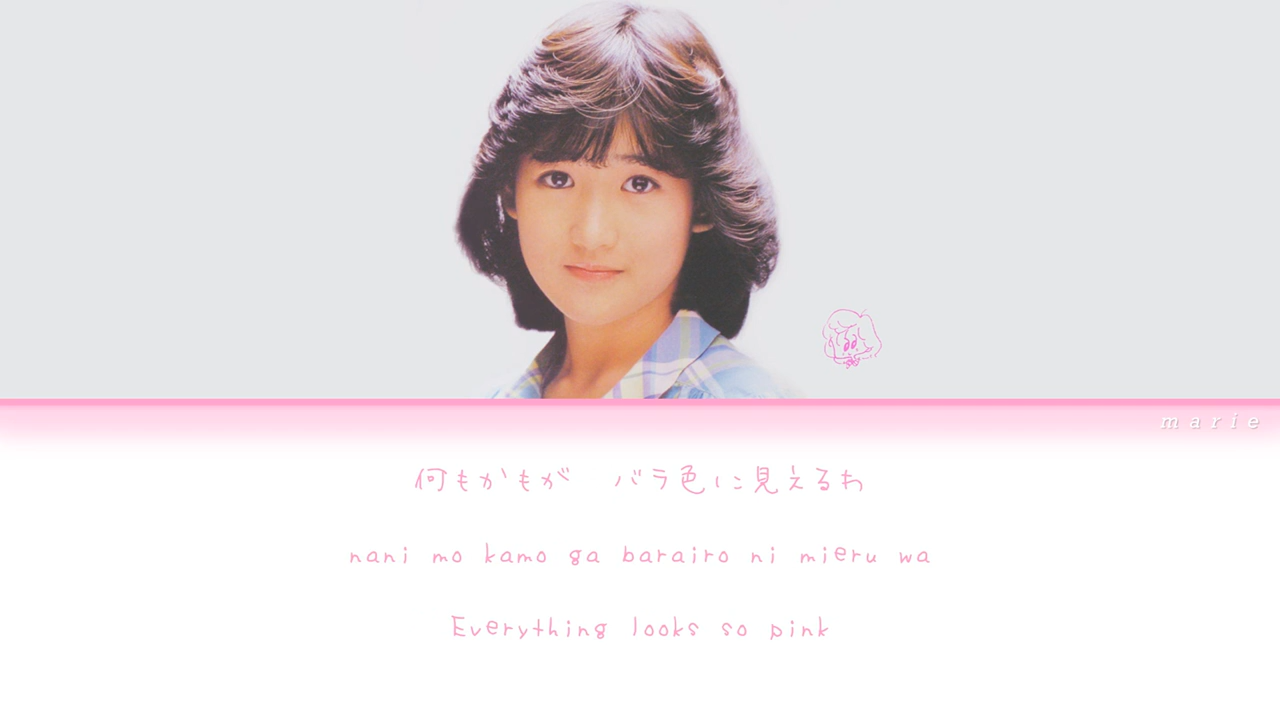 marie
何もかもが　バラ色に見えるわ
nani mo kamo ga barairo ni mieru wa
Everything looks so pink